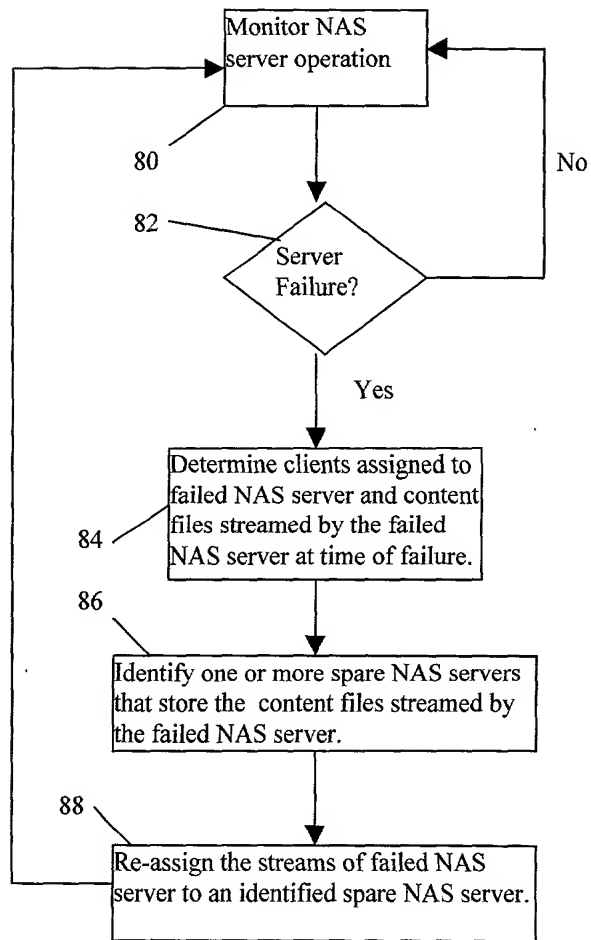 Monitor NAS
server operation
80
No
82
Server
Failure?
Yes
Determine clients assigned to
failed NAS server and content
files streamed by the failed
NAS server at time of failure.
84
86
Identify one or more spare NAS servers
that store the content files streamed by
the failed NAS server.
88
Re-assign the streams of failed NAS
server to an identified spare NAS server.